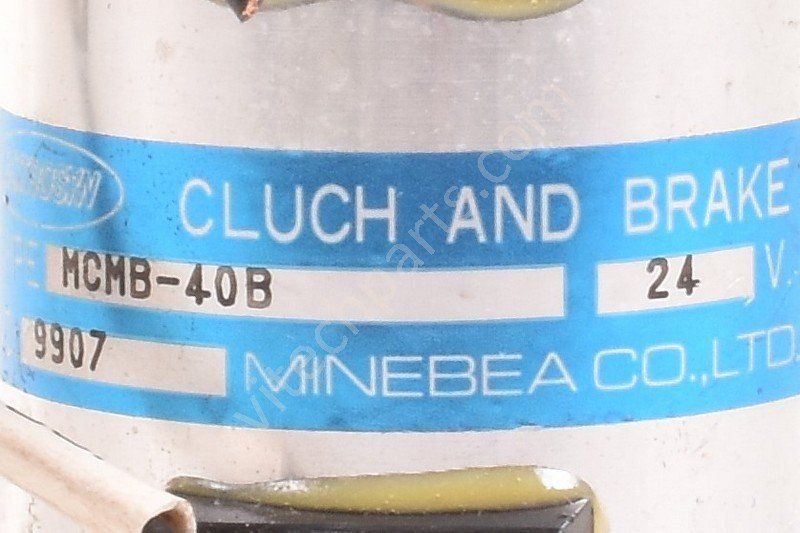 CLUCH AND BRAKE
MCMB-40B 24 V.
9907 MINEBEA CO.,LTD.